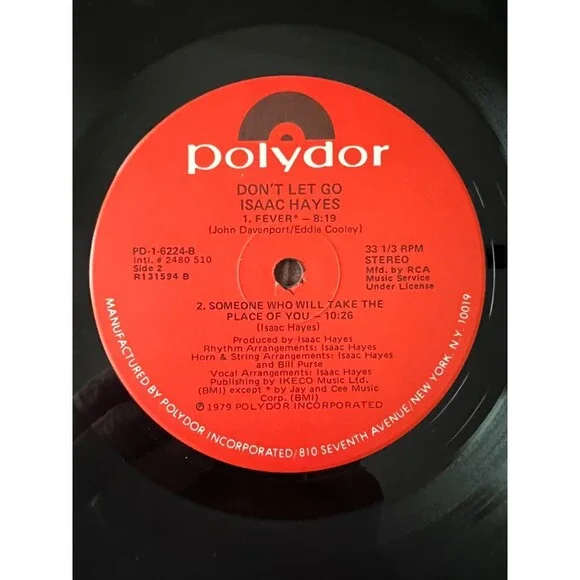 polydor
DON'T LET GO
ISAAC HAYES
1. FEVER* – 8:19
(John Davenport/Eddie Cooley)
PD-1-6224-B
Intl. # 2480 510
Side 2
R131594 B
33 1/3 RPM
STEREO
Mfd. by RCA
Music Service
Under License
2. SOMEONE WHO WILL TAKE THE
PLACE OF YOU – 10:26
(Isaac Hayes)
Produced by Isaac Hayes
Rhythm Arrangements: Isaac Hayes
Horn & String Arrangements: Isaac Hayes
and Bill Purse
Vocal Arrangements: Isaac Hayes
Publishing by IKECO Music Ltd.
(BMI) except * by Jay and Cee Music
Corp. (BMI)
℗ 1979 POLYDOR INCORPORATED
MANUFACTURED BY POLYDOR INCORPORATED/810 SEVENTH AVENUE/NEW YORK, N.Y. 10019